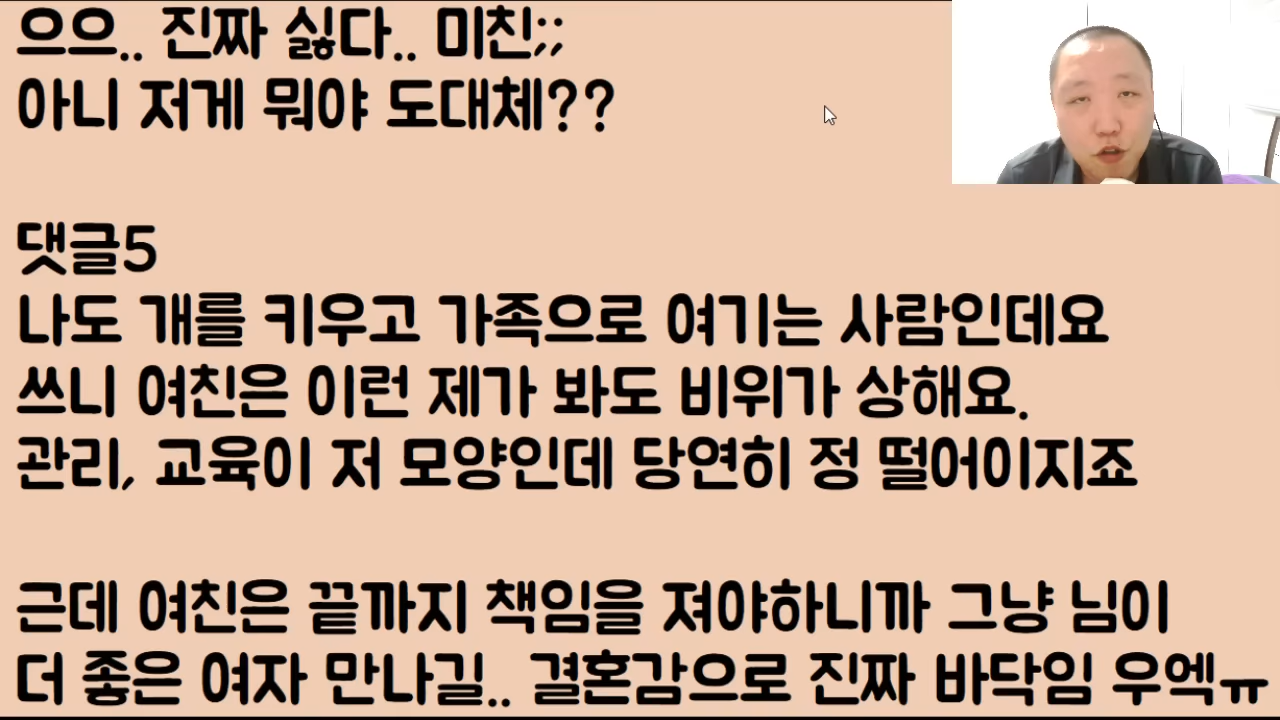 으으.. 진짜 싫다.. 미친;;
아니 저게 뭐야 도대체??
댓글5
나도 개를 키우고 가족으로 여기는 사람인데요
쓰니 여친은 이런 제가 봐도 비위가 상해요.
관리, 교육이 저 모양인데 당연히 정 떨어이지죠
근데 여친은 끝까지 책임을 져야하니까 그냥 님이
더 좋은 여자 만나길.. 결혼감으로 진짜 바닥임 우엑ㅠ